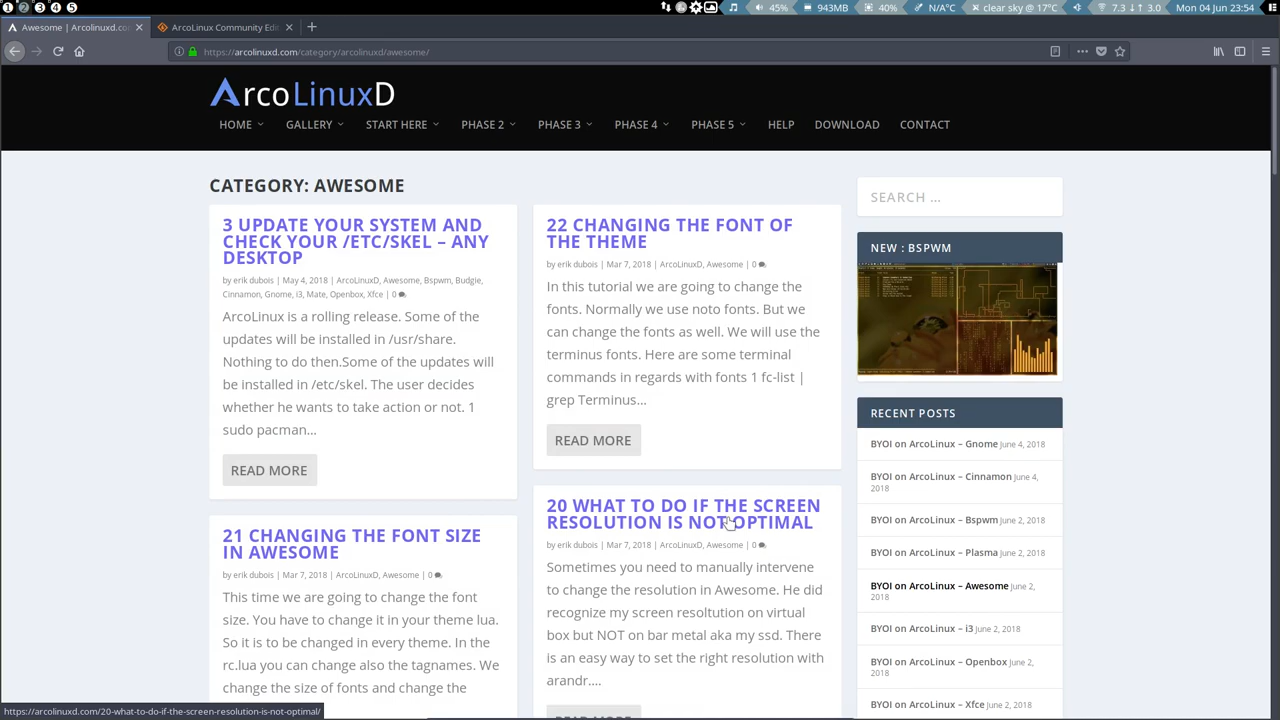 1 2 3 4 5 45% 943MB 40% N/A°C clear sky @ 17°C 7.3 ↓↑ 3.0 Mon 04 Jun 23:54
Awesome | Arcolinuxd.co × ArcoLinux Community Edi × +
https://arcolinuxd.com/category/arcolinuxd/awesome/
ArcoLinuxD
HOME GALLERY START HERE PHASE 2 PHASE 3 PHASE 4 PHASE 5 HELP DOWNLOAD CONTACT
CATEGORY: AWESOME
3 UPDATE YOUR SYSTEM AND
CHECK YOUR /ETC/SKEL – ANY
DESKTOP
by erik dubois | May 4, 2018 | ArcoLinuxD, Awesome, Bspwm, Budgie,
Cinnamon, Gnome, i3, Mate, Openbox, Xfce | 0
ArcoLinux is a rolling release. Some of the
updates will be installed in /usr/share.
Nothing to do then.Some of the updates will
be installed in /etc/skel. The user decides
whether he wants to take action or not. 1
sudo pacman...
READ MORE
21 CHANGING THE FONT SIZE
IN AWESOME
by erik dubois | Mar 7, 2018 | ArcoLinuxD, Awesome | 0
This time we are going to change the font
size. You have to change it in your theme lua.
So it is to be changed in every theme. In the
rc.lua you can change also the tagnames. We
change the size of fonts and change the
22 CHANGING THE FONT OF
THE THEME
by erik dubois | Mar 7, 2018 | ArcoLinuxD, Awesome | 0
In this tutorial we are going to change the
fonts. Normally we use noto fonts. But we
can change the fonts as well. We will use the
terminus fonts. Here are some terminal
commands in regards with fonts 1 fc-list |
grep Terminus...
READ MORE
20 WHAT TO DO IF THE SCREEN
RESOLUTION IS NOT OPTIMAL
by erik dubois | Mar 7, 2018 | ArcoLinuxD, Awesome | 0
Sometimes you need to manually intervene
to change the resolution in Awesome. He did
recognize my screen resoltution on virtual
box but NOT on bar metal aka my ssd. There
is an easy way to set the right resolution with
arandr....
READ MORE
SEARCH ...
NEW : BSPWM
RECENT POSTS
BYOI on ArcoLinux – Gnome June 4, 2018
BYOI on ArcoLinux – Cinnamon June 4,
2018
BYOI on ArcoLinux – Bspwm June 2, 2018
BYOI on ArcoLinux – Plasma June 2, 2018
BYOI on ArcoLinux – Awesome June 2,
2018
BYOI on ArcoLinux – i3 June 2, 2018
BYOI on ArcoLinux – Openbox June 2,
2018
BYOI on ArcoLinux – Xfce June 2, 2018
https://arcolinuxd.com/20-what-to-do-if-the-screen-resolution-is-not-optimal/